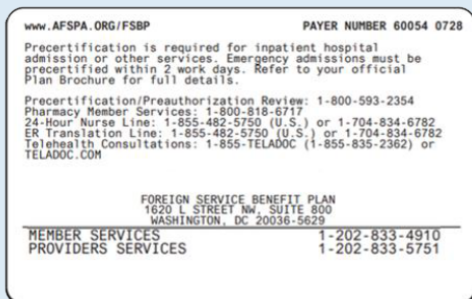 www.AFSPA.ORG/FSBP PAYER NUMBER 60054 0728
Precertification is required for inpatient hospital
admission or other services. Emergency admissions must be
precertified within 2 work days. Refer to your official
Plan Brochure for full details.
Precertification/Preauthorization Review: 1-800-593-2354
Pharmacy Member Services: 1-800-818-6717
24-Hour Nurse Line: 1-855-482-5750 (U.S.) or 1-704-834-6782
ER Translation Line: 1-855-482-5750 (U.S.) or 1-704-834-6782
Telehealth Consultations: 1-855-TELADOC (1-855-835-2362) or
TELADOC.COM
FOREIGN SERVICE BENEFIT PLAN
1620 L STREET NW, SUITE 800
WASHINGTON, DC 20036-5629
MEMBER SERVICES 1-202-833-4910
PROVIDERS SERVICES 1-202-833-5751